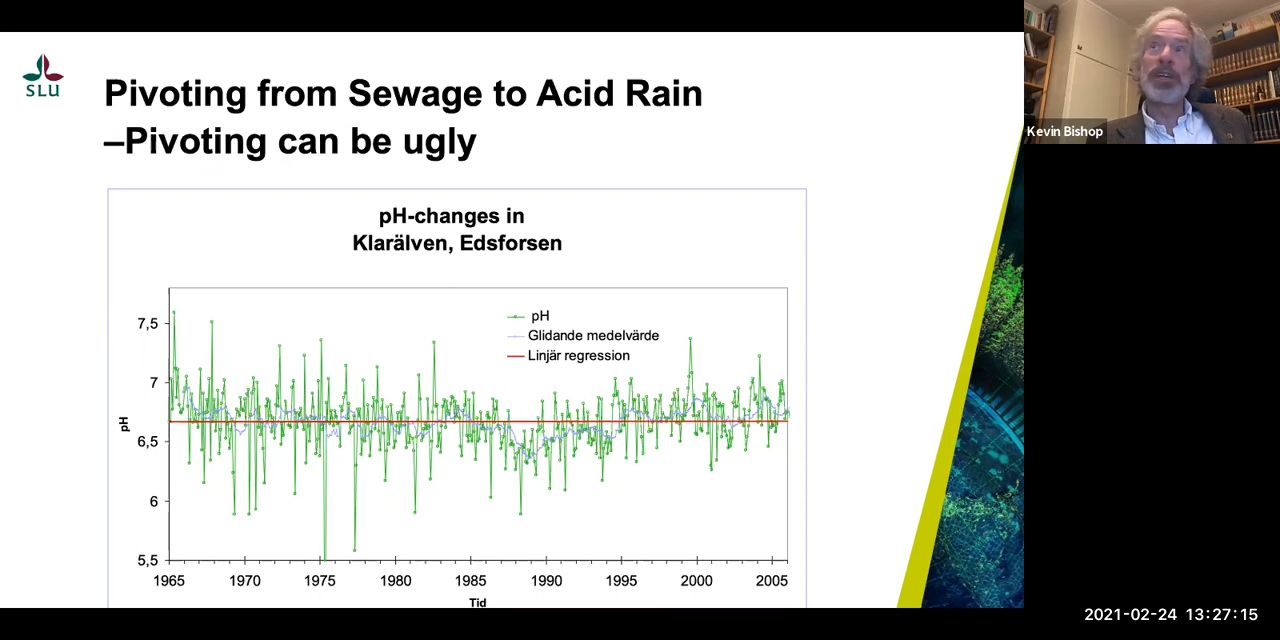 SLU
Pivoting from Sewage to Acid Rain
–Pivoting can be ugly
Kevin Bishop
pH-changes in
Klarälven, Edsforsen
pH
Glidande medelvärde
Linjär regression
7,5
7
6,5
6
5,5
pH
1965 1970 1975 1980 1985 1990 1995 2000 2005
Tid
2021-02-24 13:27:15